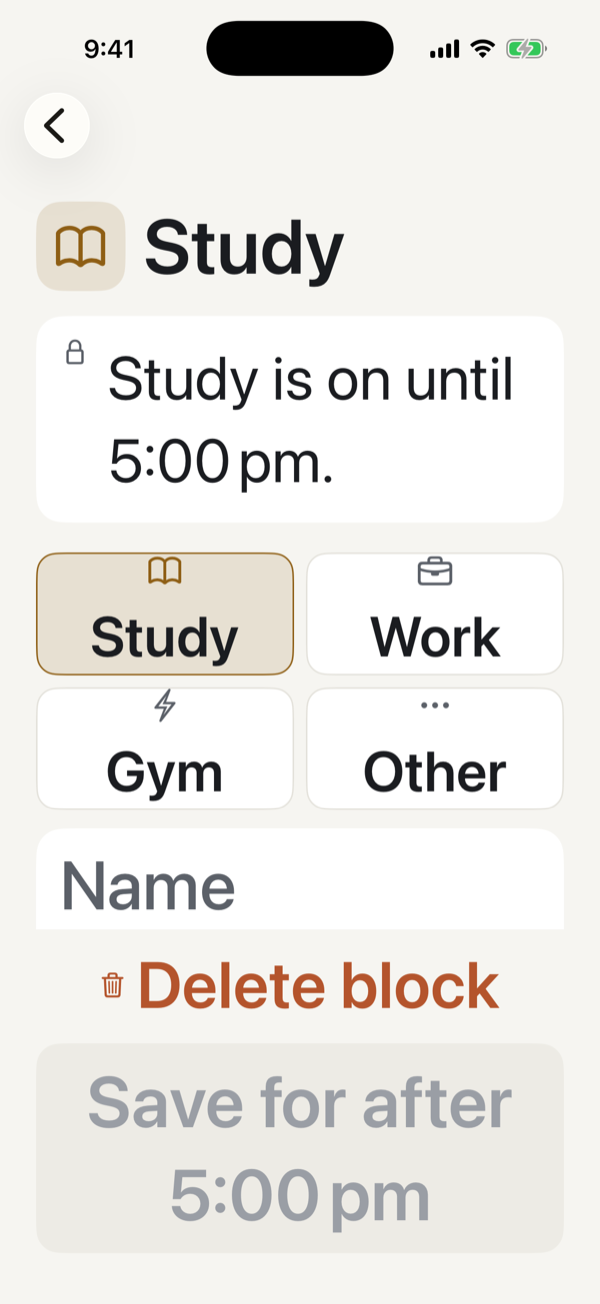 9:41
Study
Study is on until
5:00 pm.
Study
Work
Gym
Other
Name
Delete block
Save for after
5:00 pm